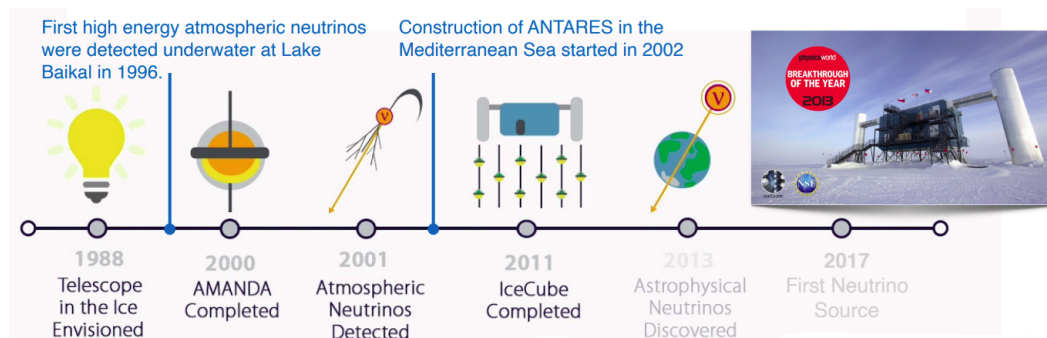 First high energy atmospheric neutrinos
were detected underwater at Lake
Baikal in 1996.
Construction of ANTARES in the
Mediterranean Sea started in 2002
physicsworld
BREAKTHROUGH
OF THE YEAR
2013
ν
ν
NSF
1988
Telescope
in the Ice
Envisioned
2000
AMANDA
Completed
2001
Atmospheric
Neutrinos
Detected
2011
IceCube
Completed
2013
Astrophysical
Neutrinos
Discovered
2017
First Neutrino
Source